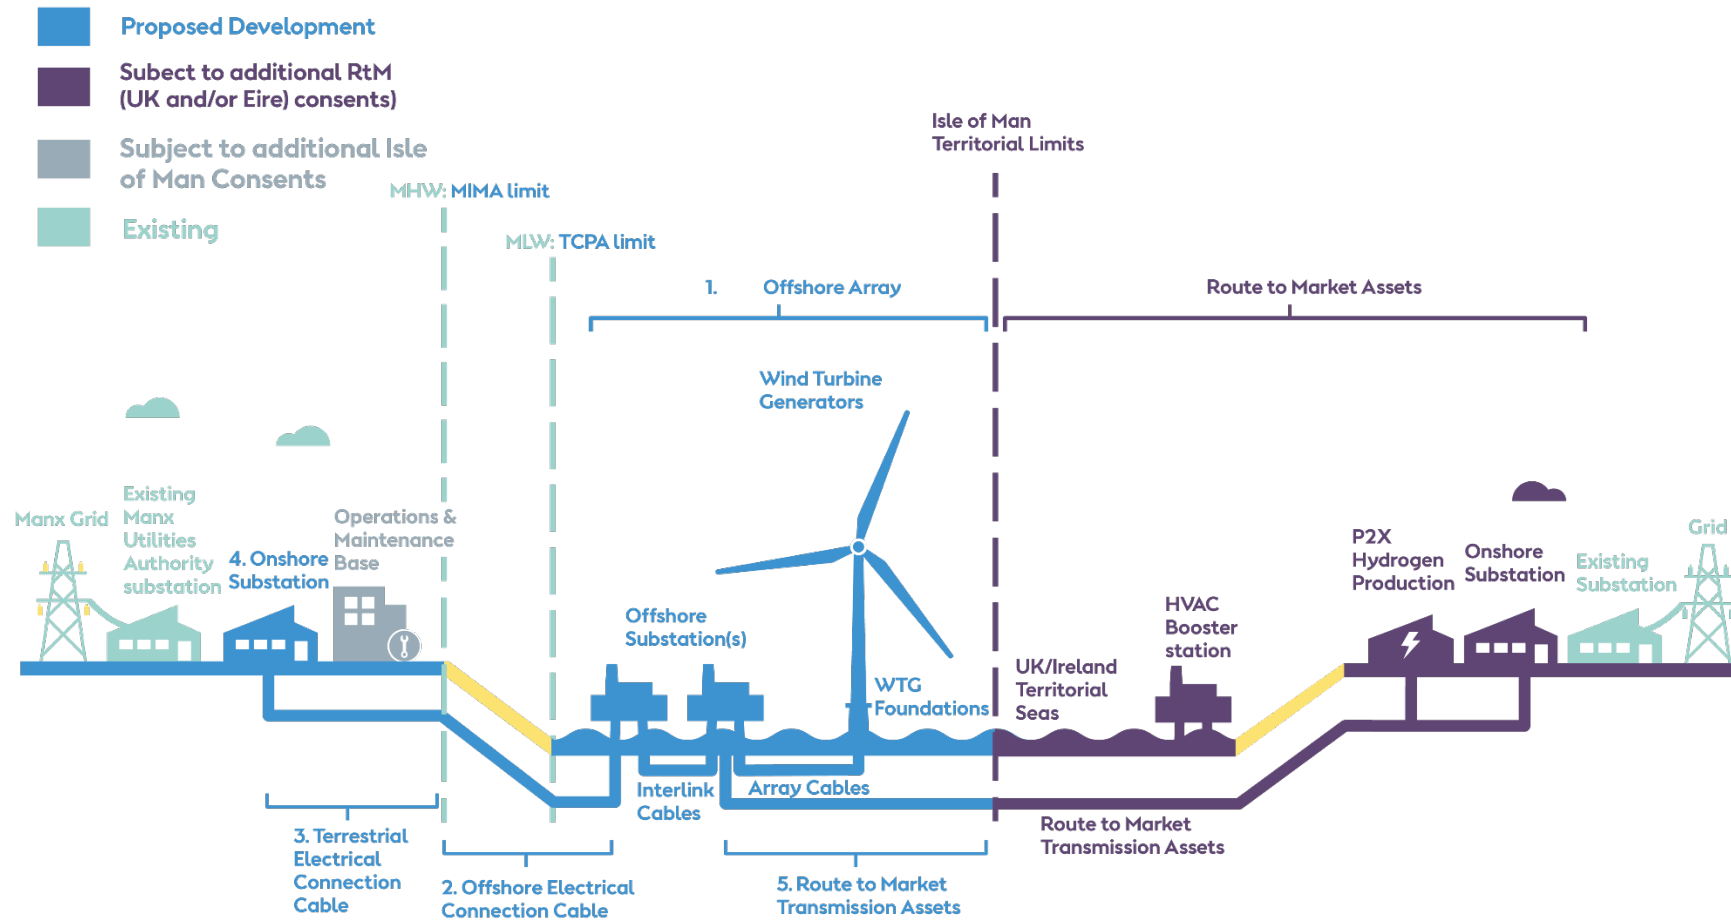 Proposed Development
Subect to additional RtM
(UK and/or Eire) consents)
Subject to additional Isle
of Man Consents
Existing
MHW: MIMA limit
MLW: TCPA limit
Isle of Man
Territorial Limits
1. Offshore Array
Route to Market Assets
Wind Turbine
Generators
Manx Grid
Existing
Manx
Utilities
Authority
substation
4. Onshore
Substation
Operations &
Maintenance
Base
Offshore
Substation(s)
WTG
Foundations
UK/Ireland
Territorial
Seas
HVAC
Booster
station
P2X
Hydrogen
Production
Onshore
Substation
Existing
Substation
Grid
Interlink
Cables
Array Cables
3. Terrestrial
Electrical
Connection
Cable
2. Offshore Electrical
Connection Cable
5. Route to Market
Transmission Assets
Route to Market
Transmission Assets